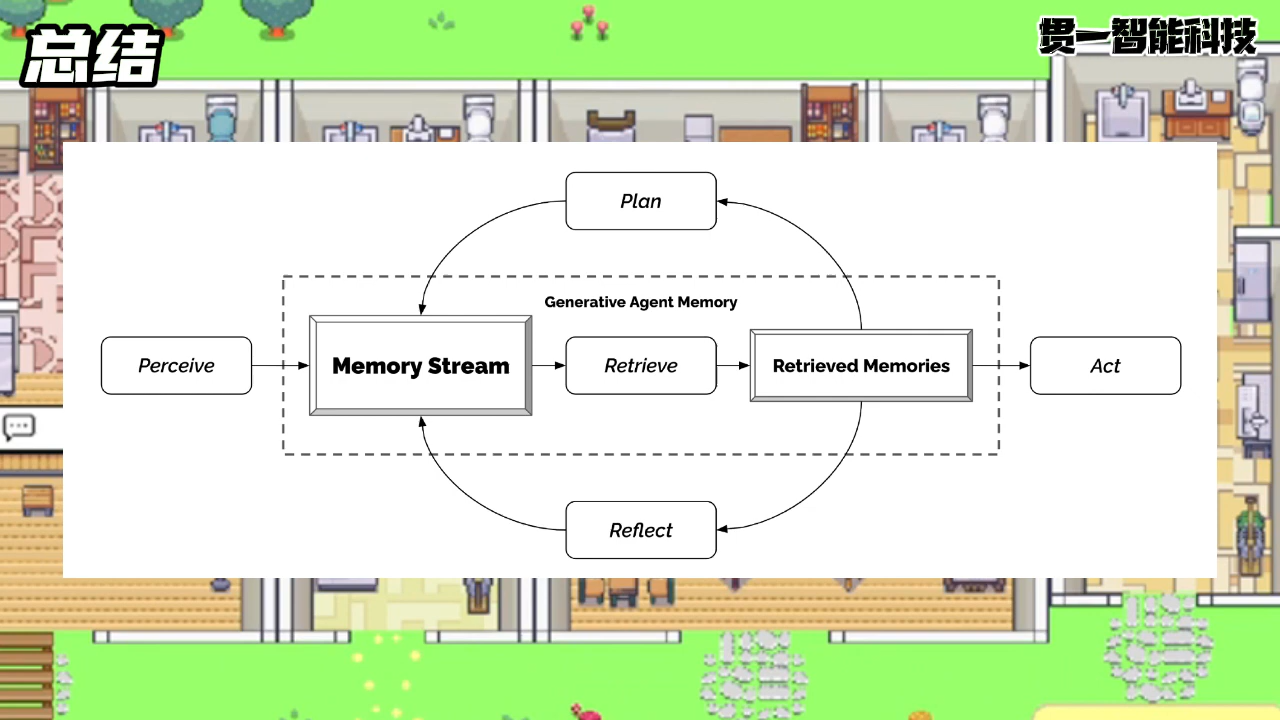 总结
贯一智能科技
Plan
Generative Agent Memory
Perceive
Memory Stream
Retrieve
Retrieved Memories
Act
Reflect